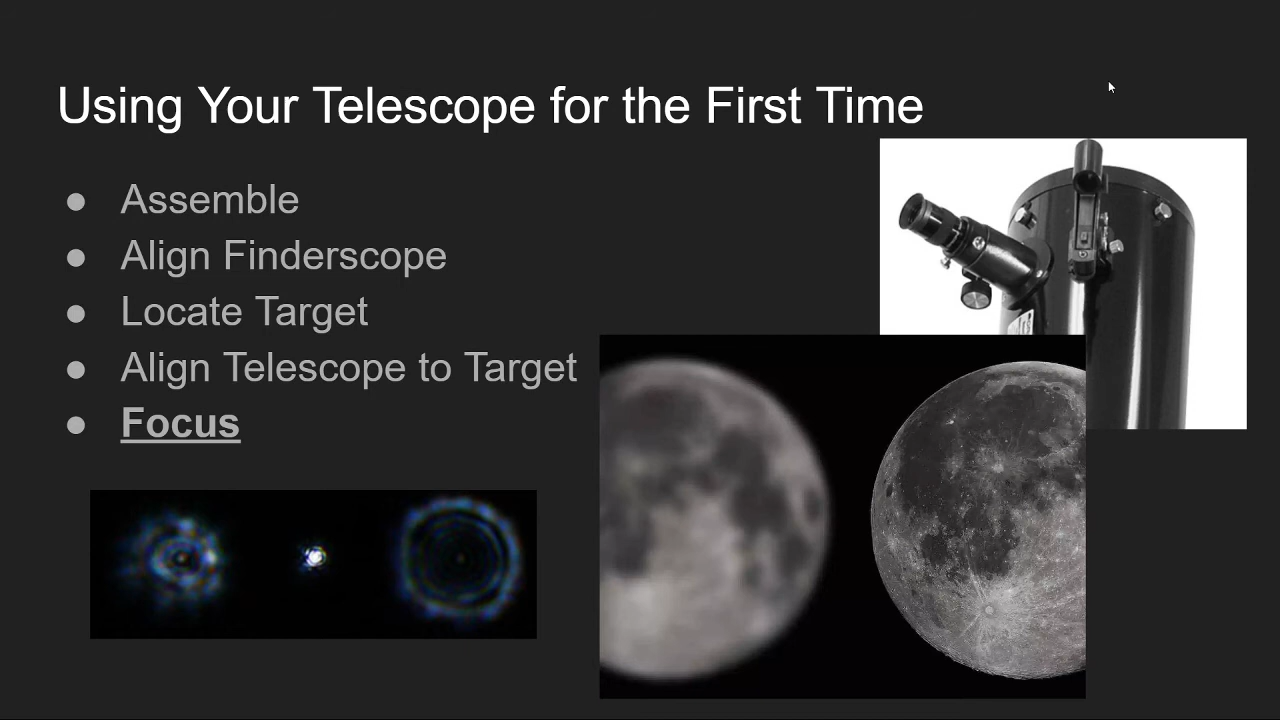 Using Your Telescope for the First Time
● Assemble
● Align Finderscope
● Locate Target
● Align Telescope to Target
● Focus